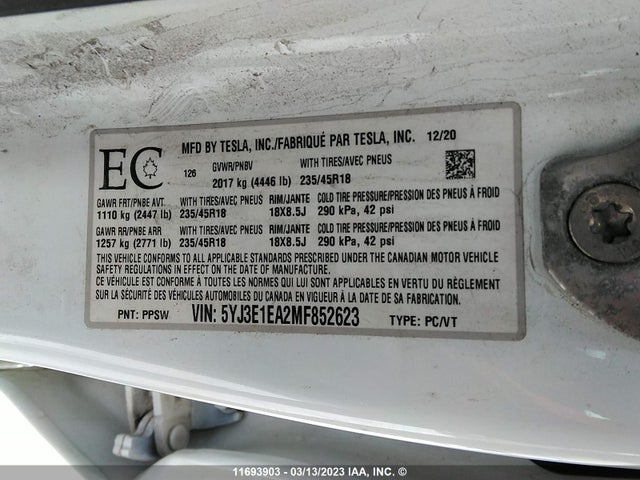 MFD BY TESLA, INC./FABRIQUÉ PAR TESLA, INC. 12/20
EC 126 GVWR/PNBV WITH TIRES/AVEC PNEUS
2017 kg (4446 lb) 235/45R18
GAWR FRT/PNBE AVT WITH TIRES/AVEC PNEUS RIM/JANTE COLD TIRE PRESSURE/PRESSION DES PNEUS À FROID
1110 kg (2447 lb) 235/45R18 18X8.5J 290 kPa, 42 psi
GAWR RR/PNBE ARR WITH TIRES/AVEC PNEUS RIM/JANTE COLD TIRE PRESSURE/PRESSION DES PNEUS À FROID
1257 kg (2771 lb) 235/45R18 18X8.5J 290 kPa, 42 psi
THIS VEHICLE CONFORMS TO ALL APPLICABLE STANDARDS PRESCRIBED UNDER THE CANADIAN MOTOR VEHICLE
SAFETY REGULATIONS IN EFFECT ON THE DATE OF MANUFACTURE
CE VÉHICULE EST CONFORME À TOUTES LES NORMES QUI LUI SONT APPLICABLES EN VERTU DU RÈGLEMENT
SUR LA SÉCURITÉ DES VÉHICULES AUTOMOBILES DU CANADA EN VIGUEUR À LA DATE DE SA FABRICATION.
PNT: PPSW VIN: 5YJ3E1EA2MF852623 TYPE: PC/VT
11693903 - 03/13/2023 IAA, INC. ©